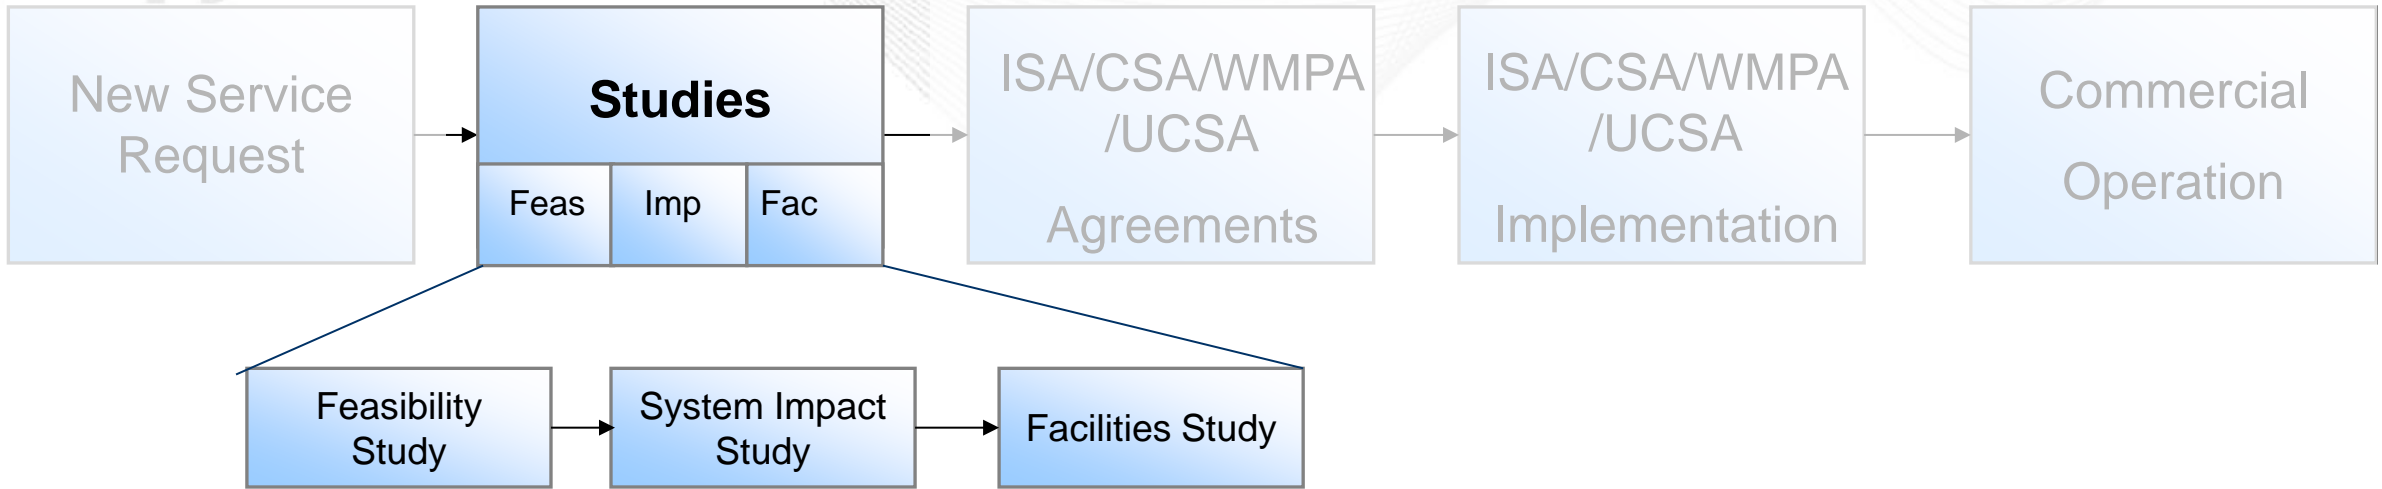 New Service
Request
Studies
Feas
Imp
Fac
ISA/CSA/WMPA
/UCSA
Agreements
ISA/CSA/WMPA
/UCSA
Implementation
Commercial
Operation
Feasibility
Study
System Impact
Study
Facilities Study